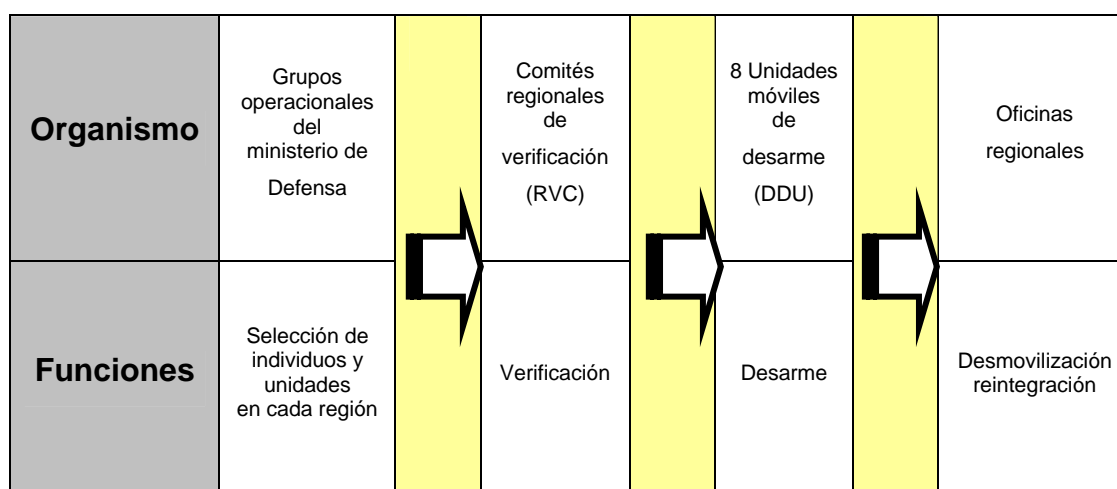 Organismo
Grupos
operacionales
del
ministerio de
Defensa
Comités
regionales
de
verificación
(RVC)
8 Unidades
móviles
de
desarme
(DDU)
Oficinas
regionales
Funciones
Selección de
individuos y
unidades
en cada región
Verificación
Desarme
Desmovilización
reintegración